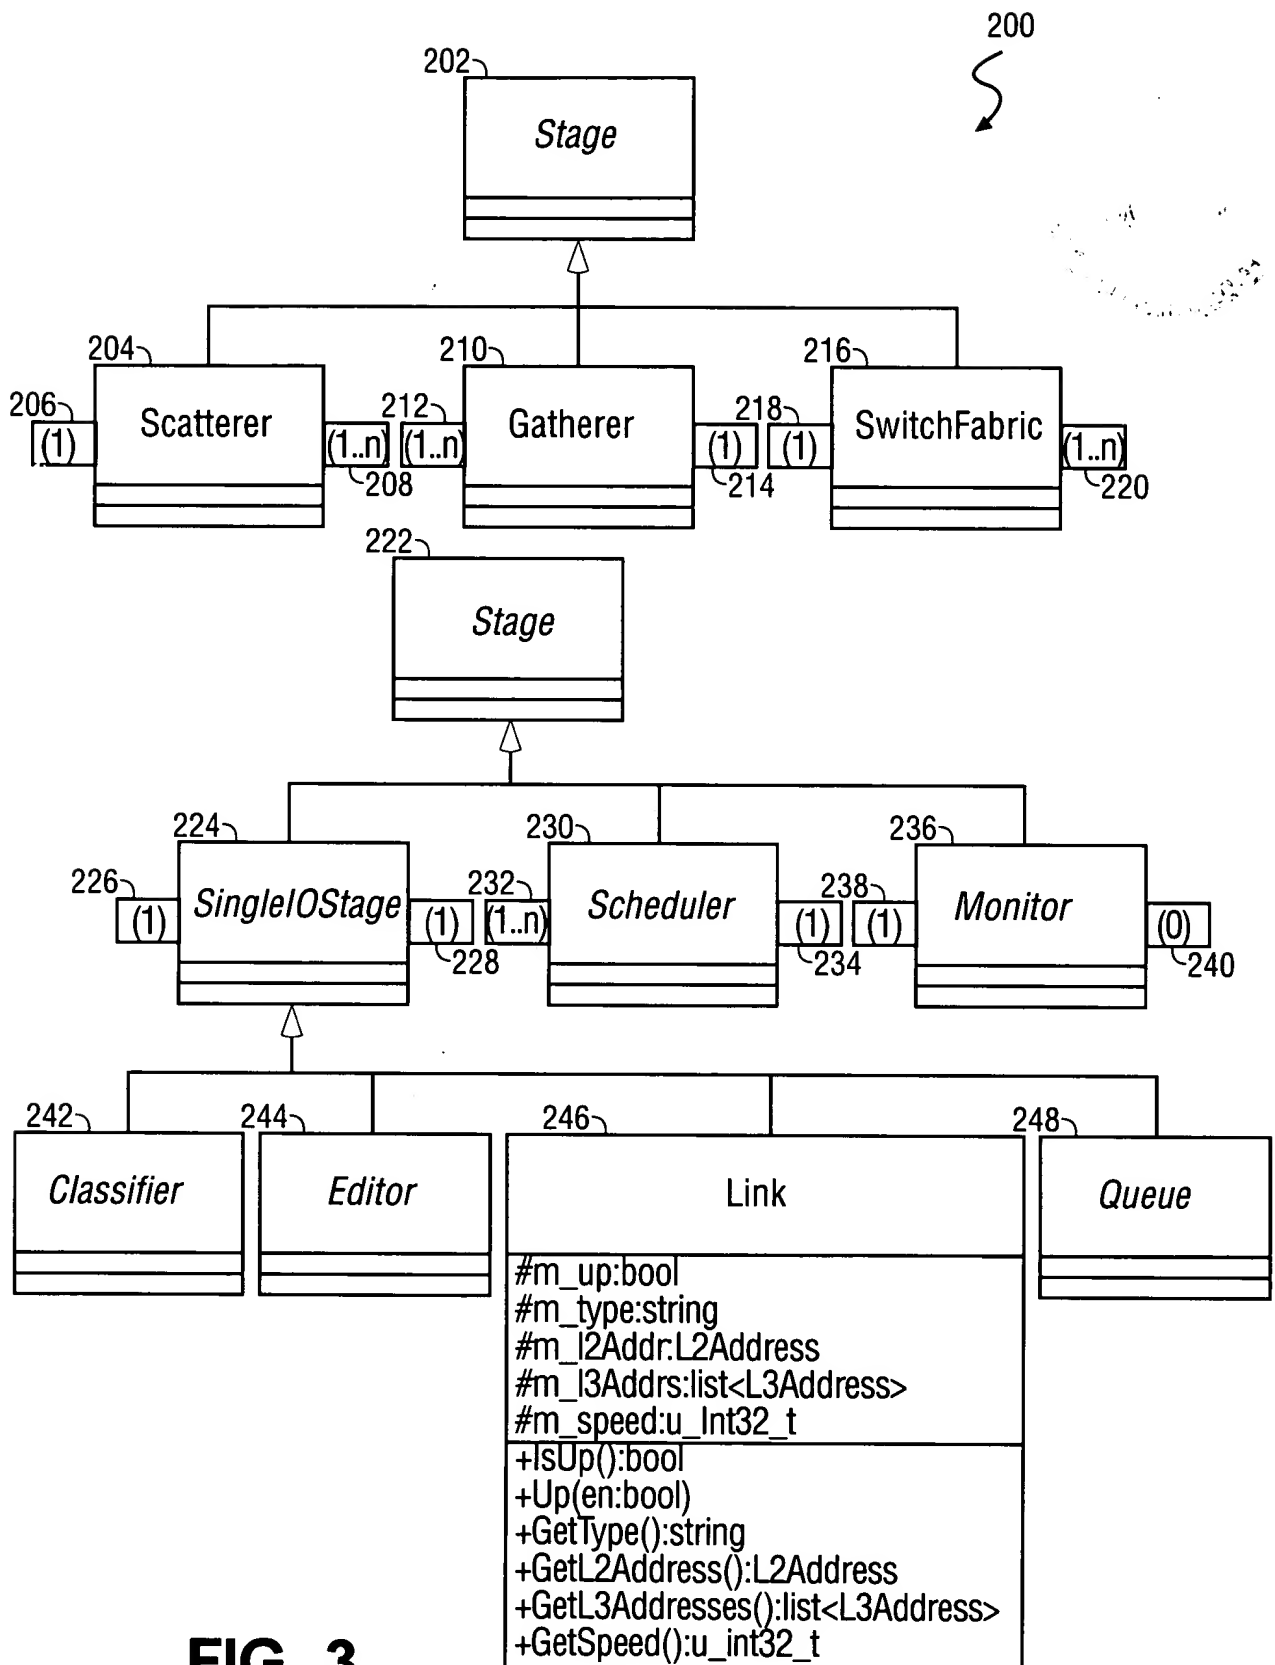 200
202
Stage
204
210
216
206
Scatterer
212
Gatherer
218
SwitchFabric
(1)
(1..n)
(1..n)
(1)
(1)
(1..n)
208
214
220
222
Stage
224
230
236
226
SingleIOStage
232
Scheduler
238
Monitor
(1)
(1)
(1..n)
(1)
(1)
(0)
228
234
240
242
244
246
248
Classifier
Editor
Link
Queue
#m_up:bool
#m_type:string
#m_l2Addr:L2Address
#m_l3Addrs:list<L3Address>
#m_speed:u_Int32_t
+IsUp():bool
+Up(en:bool)
+GetType():string
+GetL2Address():L2Address
+GetL3Addresses():list<L3Address>
+GetSpeed():u_int32_t
FIG. 3